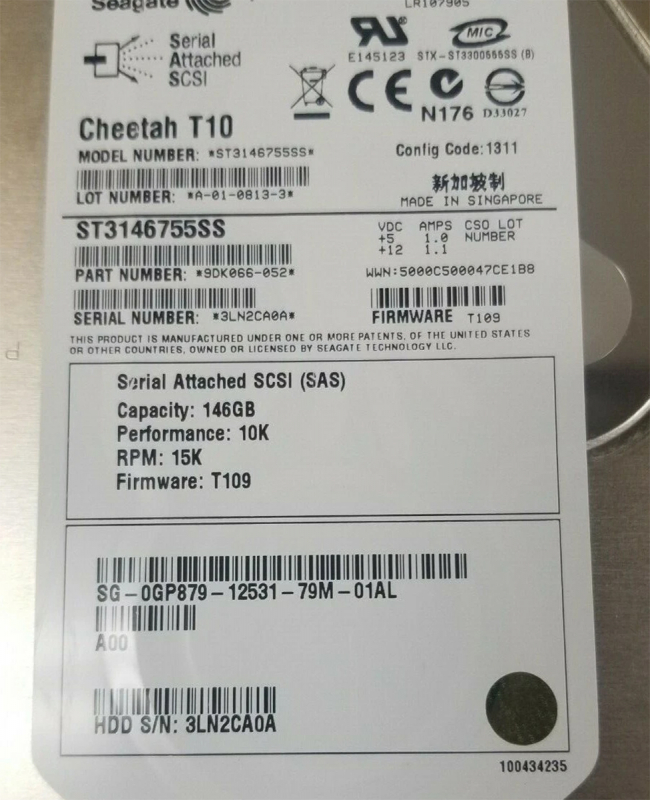 Seagate
LR107905
Serial
Attached
SCSI
E145123
MIC
STX-ST3300555SS (B)
CE
N176
D33027
Cheetah T10
MODEL NUMBER: *ST3146755SS*
Config Code:1311
LOT NUMBER: *A-01-0813-3*
新加坡制
MADE IN SINGAPORE
ST3146755SS
VDC AMPS CSO LOT
+5 1.0 NUMBER
+12 1.1
PART NUMBER: *9DK066-052*
WWN:5000C500047CE1B8
SERIAL NUMBER: *3LN2CA0A*
FIRMWARE T109
THIS PRODUCT IS MANUFACTURED UNDER ONE OR MORE PATENTS, OF THE UNITED STATES
OR OTHER COUNTRIES, OWNED OR LICENSED BY SEAGATE TECHNOLOGY LLC.
Serial Attached SCSI (SAS)
Capacity: 146GB
Performance: 10K
RPM: 15K
Firmware: T109
SG-0GP879-12531-79M-01AL
A00
HDD S/N: 3LN2CA0A
100434235